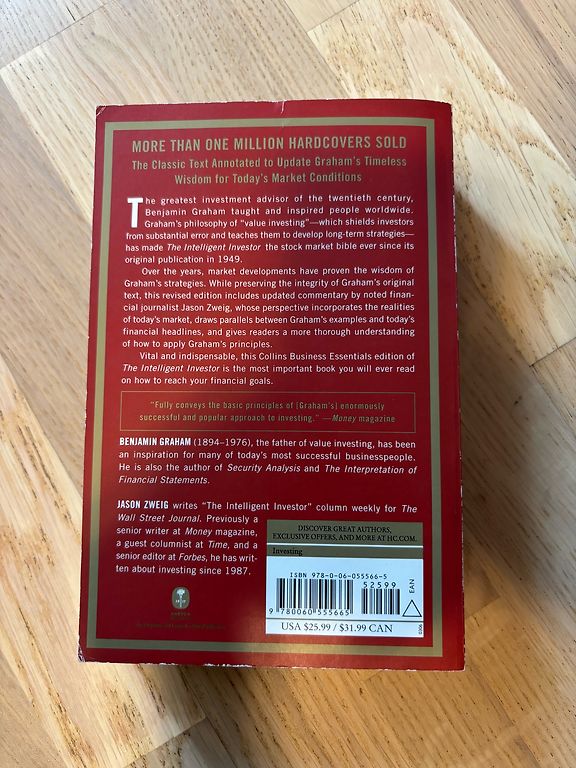 MORE THAN ONE MILLION HARDCOVERS SOLD
The Classic Text Annotated to Update Graham's Timeless
Wisdom for Today's Market Conditions
The greatest investment advisor of the twentieth century,
Benjamin Graham taught and inspired people worldwide.
Graham's philosophy of "value investing"—which shields investors
from substantial error and teaches them to develop long-term strategies—
has made The Intelligent Investor the stock market bible ever since its
original publication in 1949.
Over the years, market developments have proven the wisdom of
Graham's strategies. While preserving the integrity of Graham's original
text, this revised edition includes updated commentary by noted finan-
cial journalist Jason Zweig, whose perspective incorporates the realities
of today's market, draws parallels between Graham's examples and today's
financial headlines, and gives readers a more thorough understanding
of how to apply Graham's principles.
Vital and indispensable, this Collins Business Essentials edition of
The Intelligent Investor is the most important book you will ever read
on how to reach your financial goals.
"Fully conveys the basic principles of [Graham's] enormously
successful and popular approach to investing." —Money magazine
BENJAMIN GRAHAM (1894–1976), the father of value investing, has been
an inspiration for many of today's most successful businesspeople.
He is also the author of Security Analysis and The Interpretation of
Financial Statements.
JASON ZWEIG writes "The Intelligent Investor" column weekly for The
Wall Street Journal. Previously a
senior writer at Money magazine,
a guest columnist at Time, and a
senior editor at Forbes, he has writ-
ten about investing since 1987.
DISCOVER GREAT AUTHORS,
EXCLUSIVE OFFERS, AND MORE AT HC.COM.
Investing
ISBN 978-0-06-055566-5
52599
9 780060 555665
EAN
USA $25.99 / $31.99 CAN